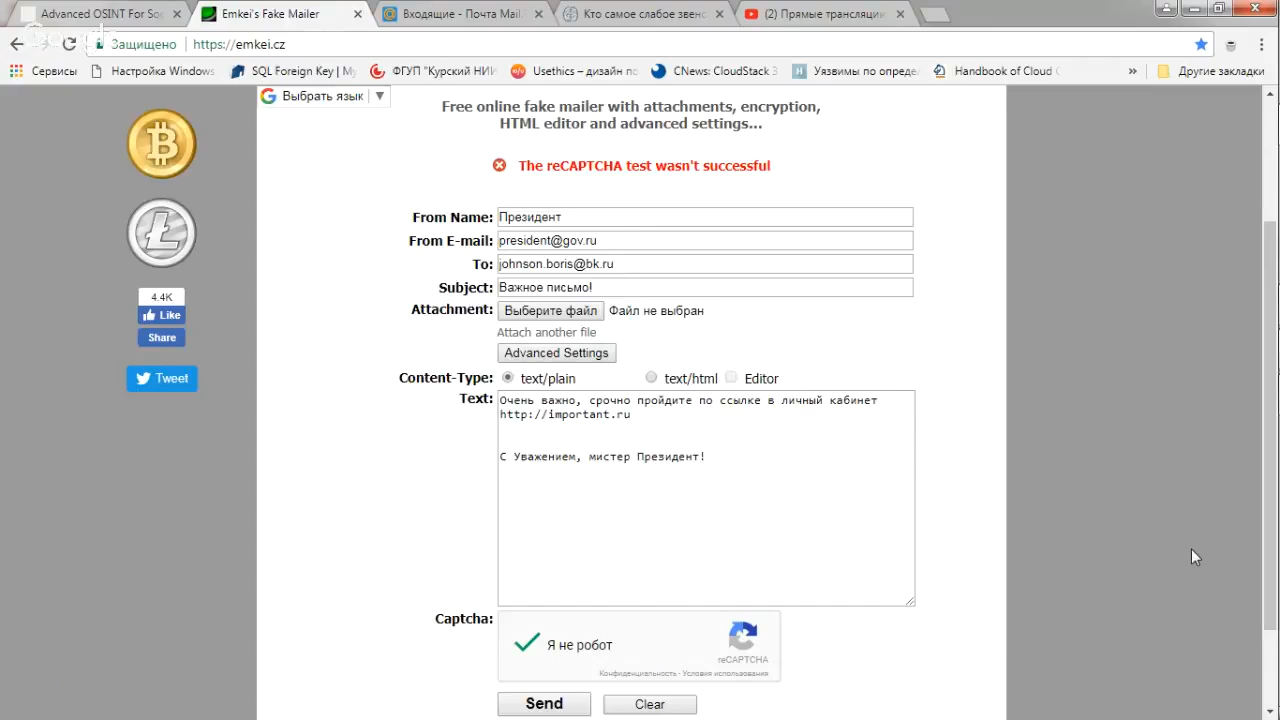 Advanced OSINT For So
Emkei's Fake Mailer
Входящие - Почта Mail.
Кто самое слабое звен
(2) Прямые трансляци
Защищено
https://emkei.cz
Сервисы
Настройка Windows
SQL Foreign Key | My
ФГУП "Курский НИИ
Usethics – дизайн по
CNews: CloudStack 3
Уязвимы по опреде
Handbook of Cloud C
»
Другие закладки
Выбрать язык ▼
Free online fake mailer with attachments, encryption,
HTML editor and advanced settings...
The reCAPTCHA test wasn't successful
4.4K
Like
Share
Tweet
From Name: Президент
From E-mail: president@gov.ru
To: johnson.boris@bk.ru
Subject: Важное письмо!
Attachment: Выберите файл Файл не выбран
Attach another file
Advanced Settings
Content-Type: text/plain text/html Editor
Text:
Очень важно, срочно пройдите по ссылке в личный кабинет
http://important.ru
С Уважением, мистер Президент!
Captcha:
Я не робот
reCAPTCHA
Конфиденциальность - Условия использования
Send
Clear